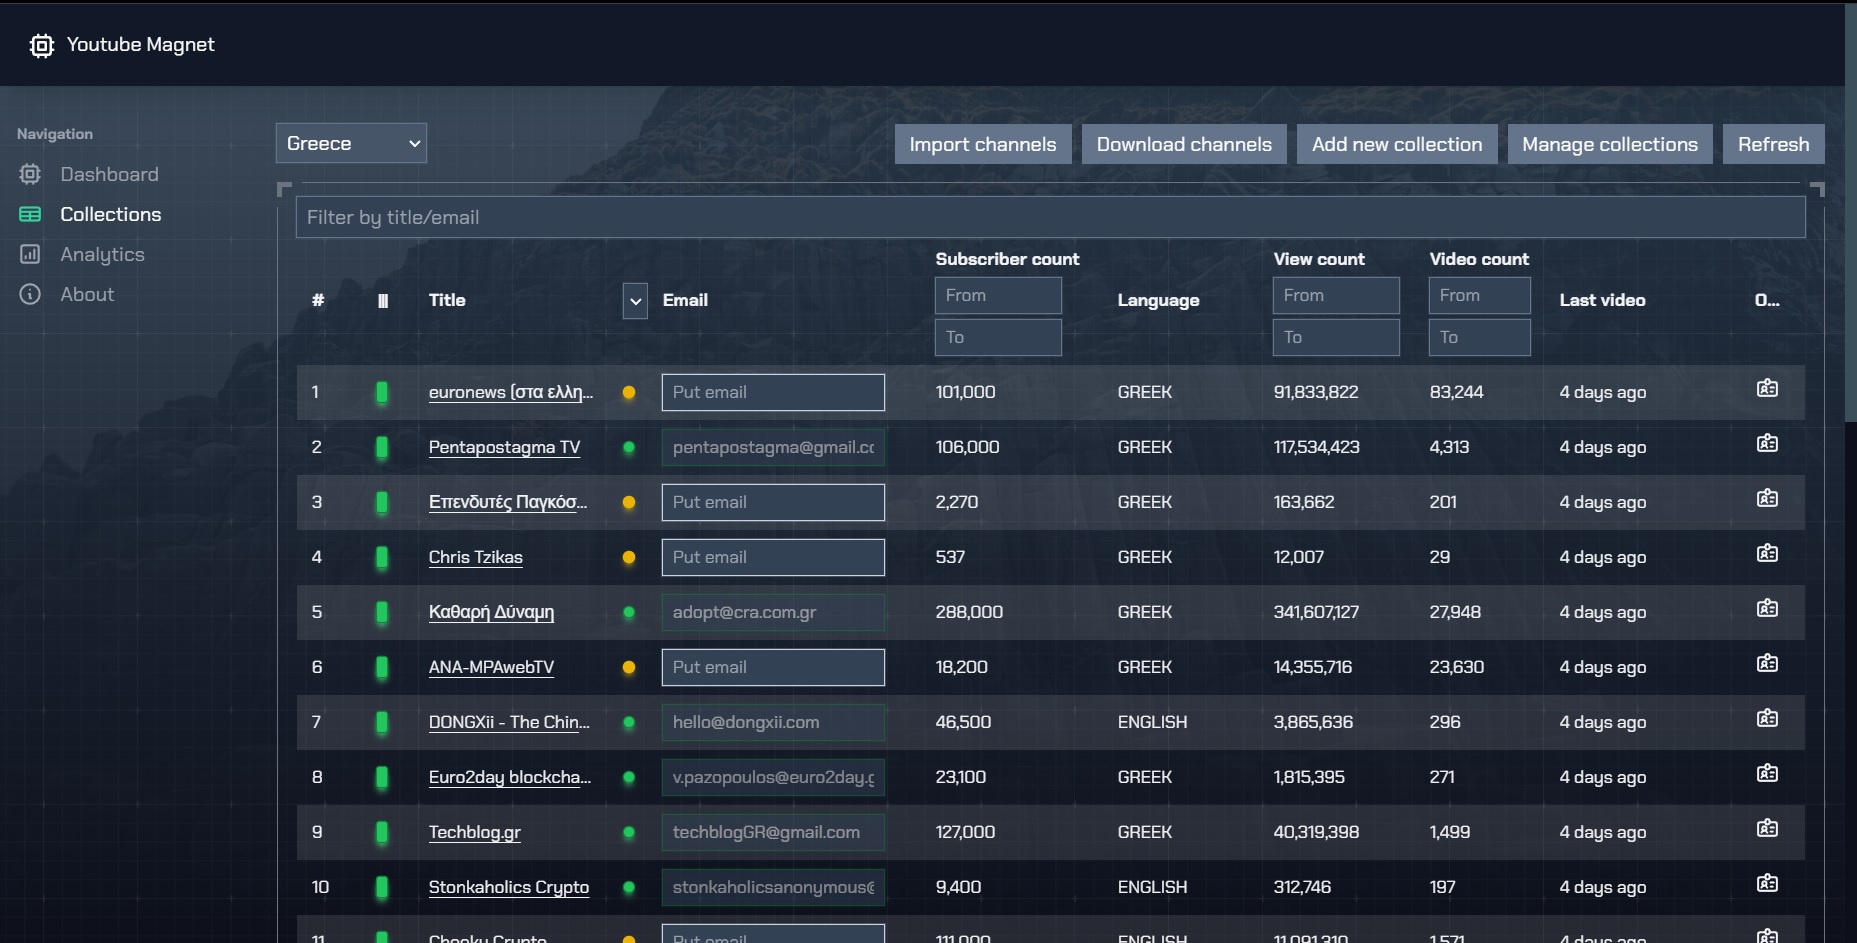 Youtube Magnet
Navigation
Dashboard
Collections
Analytics
About
Greece
Import channels
Download channels
Add new collection
Manage collections
Refresh
Filter by title/email
# Title Email Subscriber count Language View count Video count Last video O...
From From From
To To To
1 euronews (στα ελλη... Put email 101,000 GREEK 91,833,822 83,244 4 days ago
2 Pentapostagma TV pentapostagma@gmail.cc 106,000 GREEK 117,534,423 4,313 4 days ago
3 Επενδυτές Παγκόσ... Put email 2,270 GREEK 163,662 201 4 days ago
4 Chris Tzikas Put email 537 GREEK 12,007 29 4 days ago
5 Καθαρή Δύναμη adopt@cra.com.gr 288,000 GREEK 341,607,127 27,948 4 days ago
6 ANA-MPAwebTV Put email 18,200 GREEK 14,355,716 23,630 4 days ago
7 DONGXii - The Chin... hello@dongxii.com 46,500 ENGLISH 3,865,636 296 4 days ago
8 Euro2day blockcha... v.pazopoulos@euro2day.g 23,100 GREEK 1,815,395 271 4 days ago
9 Techblog.gr techblogGR@gmail.com 127,000 GREEK 40,319,398 1,499 4 days ago
10 Stonkaholics Crypto stonkaholicsanonymous@ 9,400 ENGLISH 312,746 197 4 days ago
11 Cheeky Crypto Put email 111,000 ENGLISH 11,091,310 1,571 4 days ago